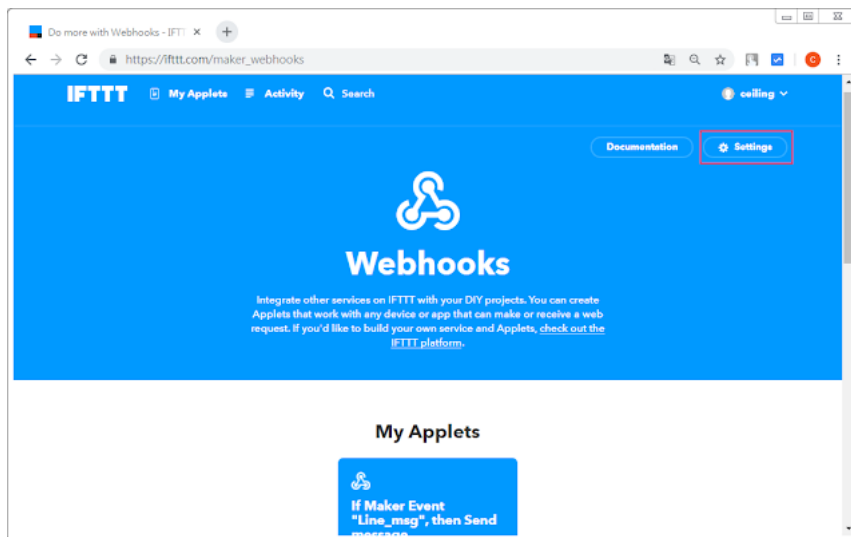 Do more with Webhooks - IFTT
https://ifttt.com/maker_webhooks
C
IFTTT My Applets Activity Search ceiling
Documentation Settings
Webhooks
Integrate other services on IFTTT with your DIY projects. You can create
Applets that work with any device or app that can make or receive a web
request. If you'd like to build your own service and Applets, check out the
IFTTT platform.
My Applets
If Maker Event
"Line_msg", then Send
message